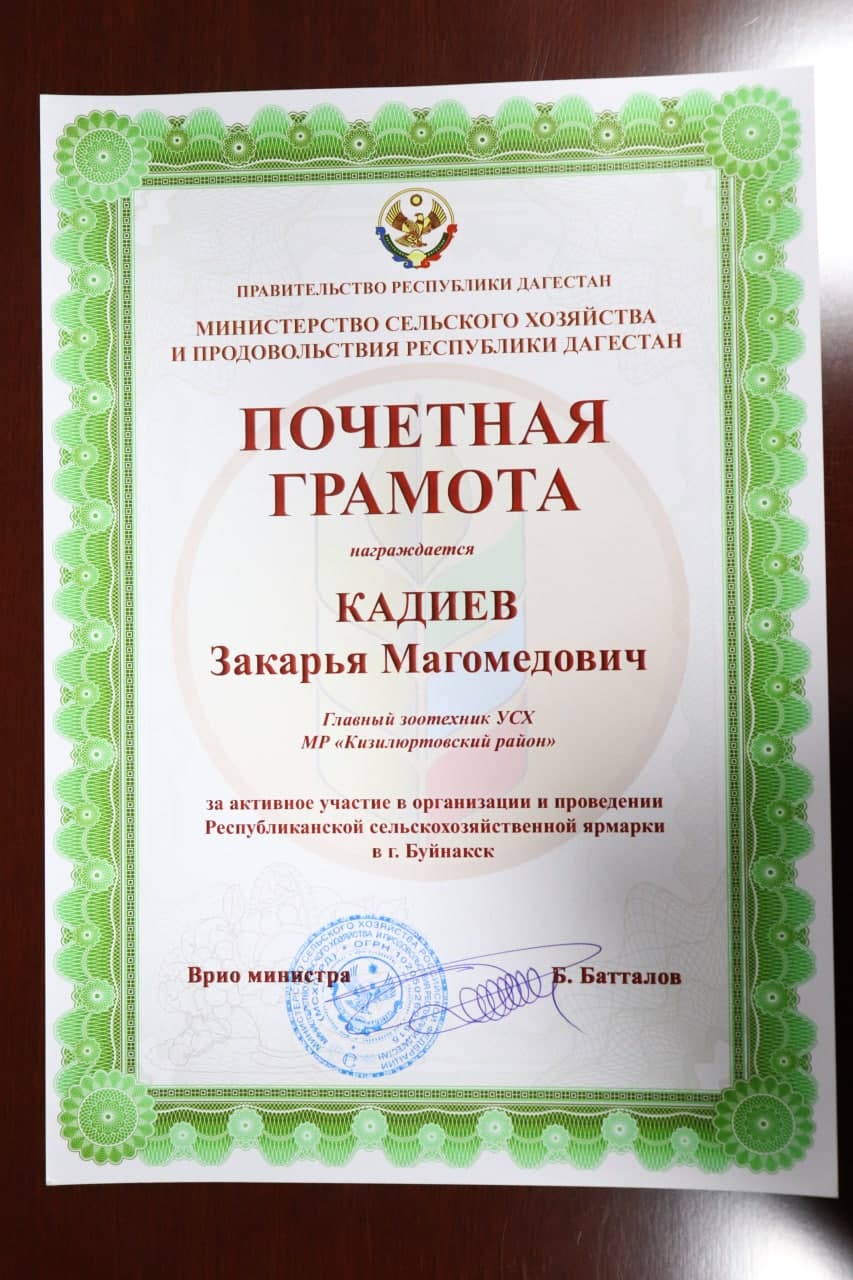 ПРАВИТЕЛЬСТВО РЕСПУБЛИКИ ДАГЕСТАН
МИНИСТЕРСТВО СЕЛЬСКОГО ХОЗЯЙСТВА
И ПРОДОВОЛЬСТВИЯ РЕСПУБЛИКИ ДАГЕСТАН
ПОЧЕТНАЯ
ГРАМОТА
награждается
КАДИЕВ
Закарья Магомедович
Главный зоотехник УСХ
МР «Кизилюртовский район»
за активное участие в организации и проведении
Республиканской сельскохозяйственной ярмарки
в г. Буйнакск
Врио министра
Б. Батталов